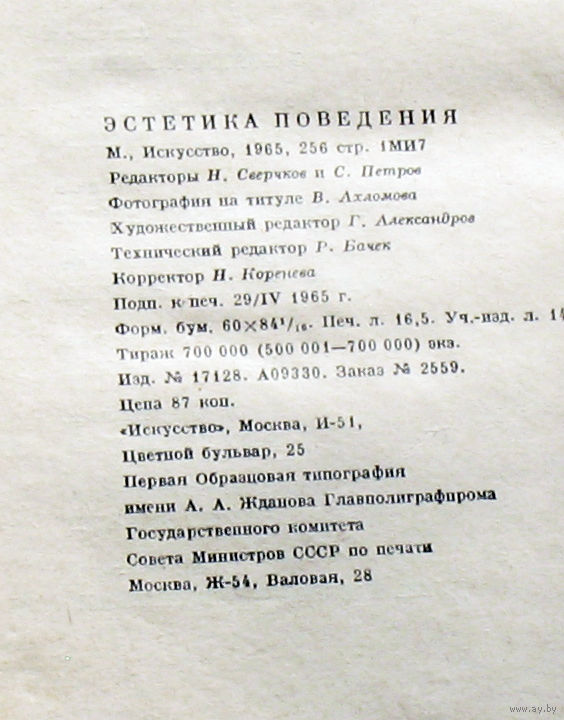 ЭСТЕТИКА ПОВЕДЕНИЯ
М., Искусство, 1965, 256 стр. 1МИ7
Редакторы Н. Сверчков и С. Петров
Фотография на титуле В. Ахломова
Художественный редактор Г. Александров
Технический редактор Р. Бачек
Корректор Н. Коренева
Подп. к печ. 29/IV 1965 г.
Форм. бум. 60×84¹/₁₆. Печ. л. 16,5. Уч.-изд. л. 14
Тираж 700 000 (500 001—700 000) экз.
Изд. № 17128. А09330. Заказ № 2559.
Цена 87 коп.
«Искусство», Москва, И-51,
Цветной бульвар, 25
Первая Образцовая типография
имени А. А. Жданова Главполиграфпрома
Государственного комитета
Совета Министров СССР по печати
Москва, Ж-54, Валовая, 28
www.ay.by